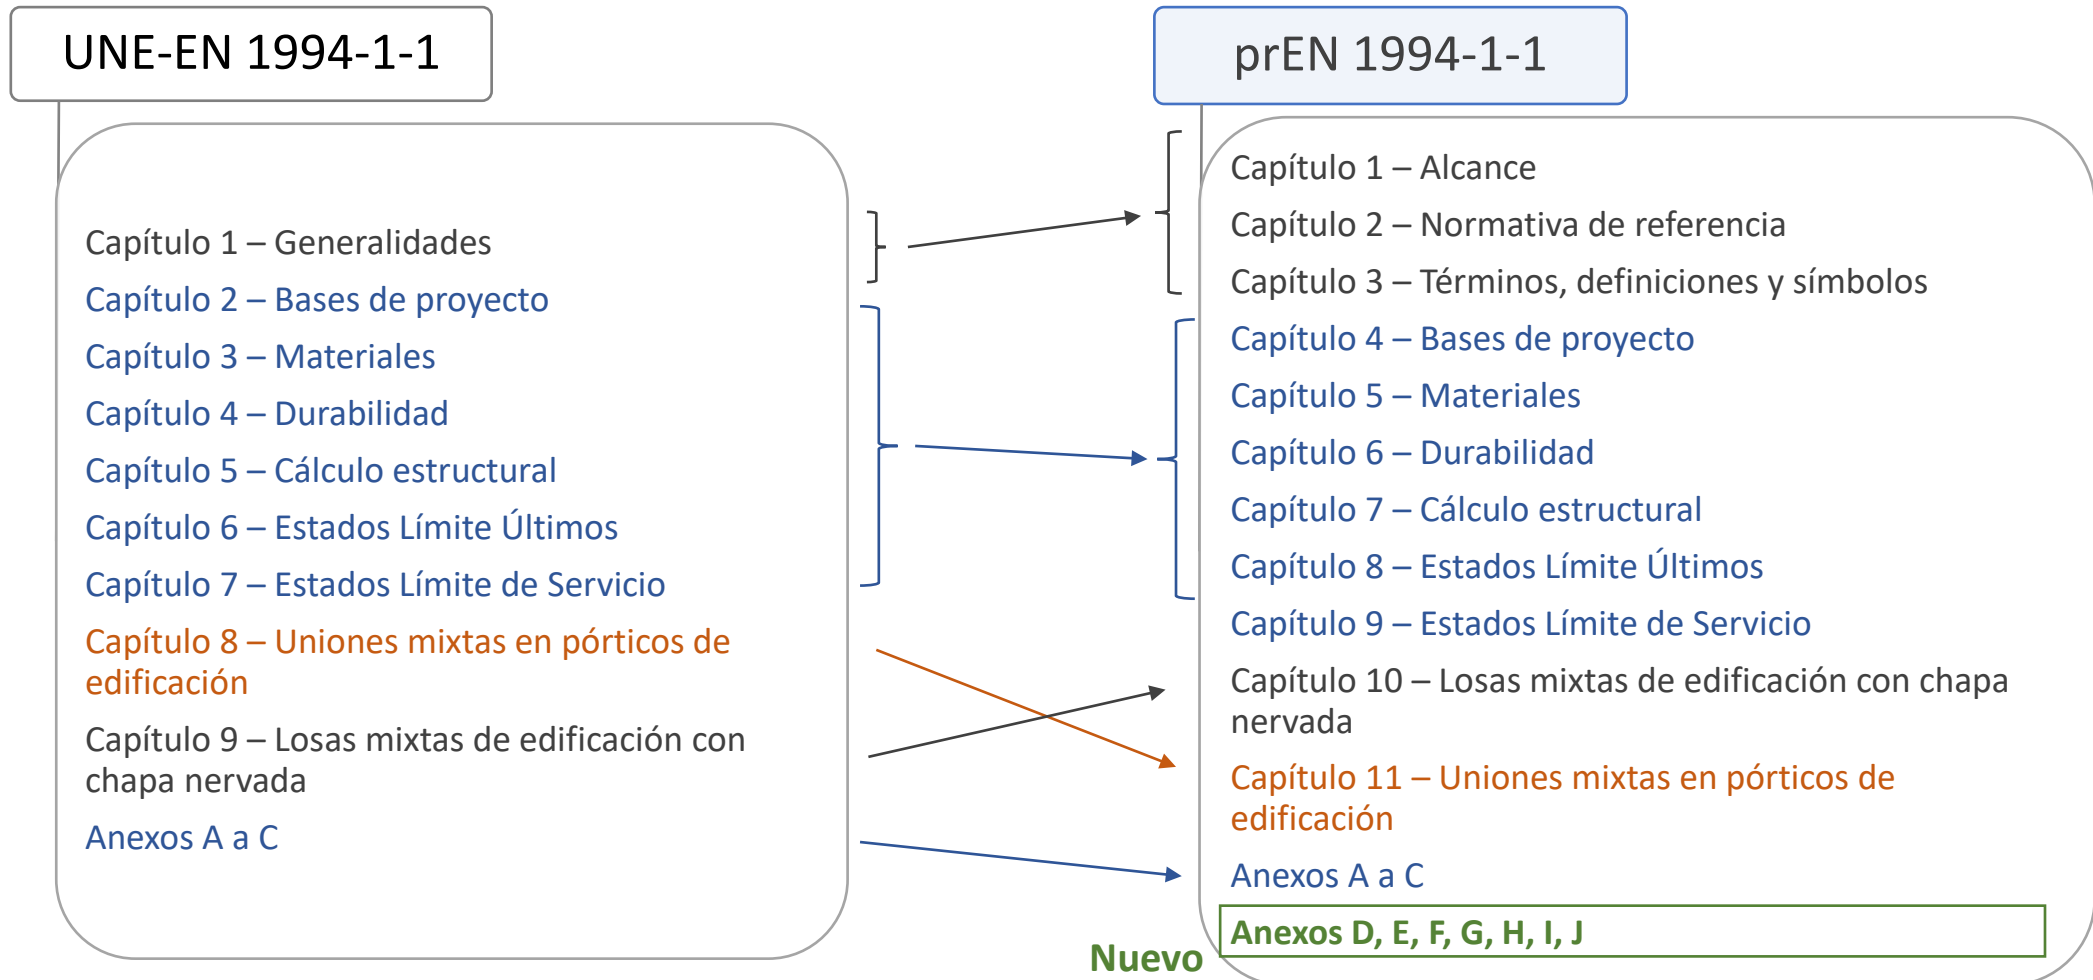 UNE-EN 1994-1-1
Capítulo 1 – Generalidades
Capítulo 2 – Bases de proyecto
Capítulo 3 – Materiales
Capítulo 4 – Durabilidad
Capítulo 5 – Cálculo estructural
Capítulo 6 – Estados Límite Últimos
Capítulo 7 – Estados Límite de Servicio
Capítulo 8 – Uniones mixtas en pórticos de
edificación
Capítulo 9 – Losas mixtas de edificación con
chapa nervada
Anexos A a C
prEN 1994-1-1
Capítulo 1 – Alcance
Capítulo 2 – Normativa de referencia
Capítulo 3 – Términos, definiciones y símbolos
Capítulo 4 – Bases de proyecto
Capítulo 5 – Materiales
Capítulo 6 – Durabilidad
Capítulo 7 – Cálculo estructural
Capítulo 8 – Estados Límite Últimos
Capítulo 9 – Estados Límite de Servicio
Capítulo 10 – Losas mixtas de edificación con chapa
nervada
Capítulo 11 – Uniones mixtas en pórticos de
edificación
Anexos A a C
Anexos D, E, F, G, H, I, J
Nuevo